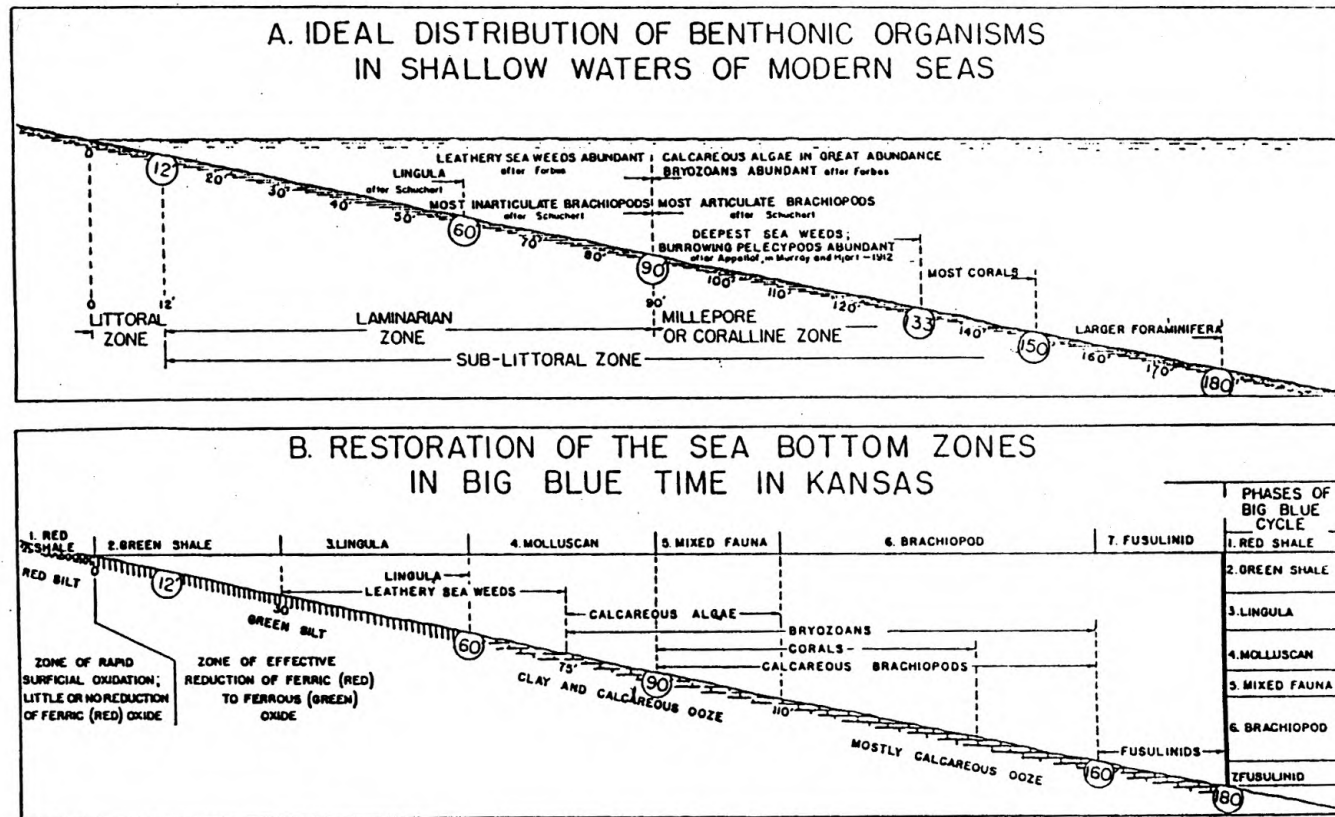 A. IDEAL DISTRIBUTION OF BENTHONIC ORGANISMS
IN SHALLOW WATERS OF MODERN SEAS
LEATHERY SEA WEEDS ABUNDANT
after Forbes
CALCAREOUS ALGAE IN GREAT ABUNDANCE
BRYOZOANS ABUNDANT after Forbes
LINGULA
after Schuchert
MOST INARTICULATE BRACHIOPODS
after Schuchert
MOST ARTICULATE BRACHIOPODS
after Schuchert
DEEPEST SEA WEEDS;
BURROWING PELECYPODS ABUNDANT
after Appellof, in Murray and Hjort-1912
MOST CORALS
LARGER FORAMINIFERA
0 12' 20' 30' 40' 50' 60' 70' 80' 90' 100' 110' 120' 133' 140' 150' 160' 170' 180'
0 12' 90'
LITTORAL
ZONE
LAMINARIAN
ZONE
MILLEPORE
OR CORALLINE ZONE
SUB-LITTORAL ZONE
B. RESTORATION OF THE SEA BOTTOM ZONES
IN BIG BLUE TIME IN KANSAS
1. RED
SHALE
2. GREEN SHALE
3. LINGULA
4. MOLLUSCAN
5. MIXED FAUNA
6. BRACHIOPOD
7. FUSULINID
PHASES OF
BIG BLUE
CYCLE
1. RED SHALE
2. GREEN SHALE
3. LINGULA
4. MOLLUSCAN
5. MIXED FAUNA
6. BRACHIOPOD
7. FUSULINID
LINGULA
LEATHERY SEA WEEDS
CALCAREOUS ALGAE
BRYOZOANS
CORALS
CALCAREOUS BRACHIOPODS
FUSULINIDS
RED SILT
GREEN SILT
CLAY AND CALCAREOUS OOZE
MOSTLY CALCAREOUS OOZE
0 12' 30' 60' 75' 90' 110' 160' 180'
ZONE OF RAPID
SURFICIAL OXIDATION;
LITTLE OR NO REDUCTION
OF FERRIC (RED) OXIDE
ZONE OF EFFECTIVE
REDUCTION OF FERRIC (RED)
TO FERROUS (GREEN)
OXIDE